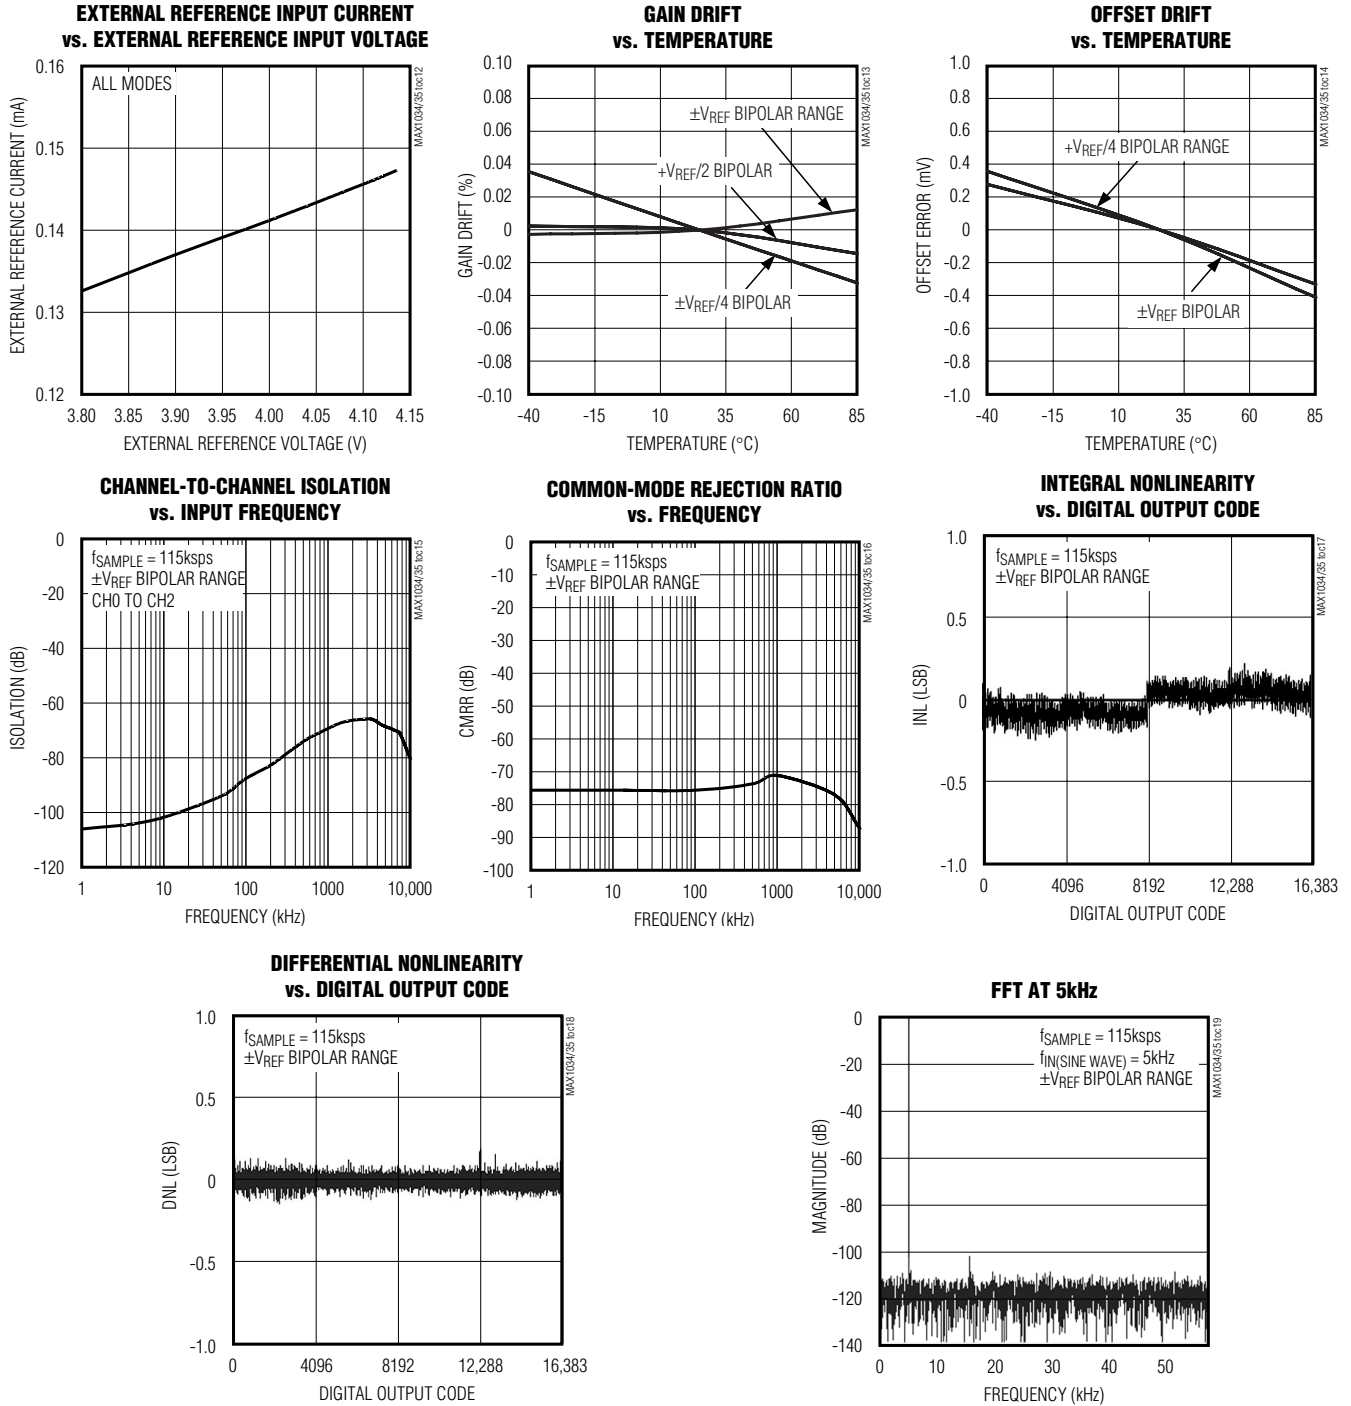 EXTERNAL REFERENCE INPUT CURRENT
vs. EXTERNAL REFERENCE INPUT VOLTAGE
ALL MODES
MAX1034/35 toc12
EXTERNAL REFERENCE CURRENT (mA)
0.16
0.15
0.14
0.13
0.12
3.80 3.85 3.90 3.95 4.00 4.05 4.10 4.15
EXTERNAL REFERENCE VOLTAGE (V)
GAIN DRIFT
vs. TEMPERATURE
MAX1034/35 toc13
±VREF BIPOLAR RANGE
+VREF/2 BIPOLAR
±VREF/4 BIPOLAR
GAIN DRIFT (%)
0.10
0.08
0.06
0.04
0.02
0
-0.02
-0.04
-0.06
-0.08
-0.10
-40 -15 10 35 60 85
TEMPERATURE (°C)
OFFSET DRIFT
vs. TEMPERATURE
MAX1034/35 toc14
+VREF/4 BIPOLAR RANGE
±VREF BIPOLAR
OFFSET ERROR (mV)
1.0
0.8
0.6
0.4
0.2
0
-0.2
-0.4
-0.6
-0.8
-1.0
-40 -15 10 35 60 85
TEMPERATURE (°C)
CHANNEL-TO-CHANNEL ISOLATION
vs. INPUT FREQUENCY
fSAMPLE = 115ksps
±VREF BIPOLAR RANGE
CH0 TO CH2
MAX1034/35 toc15
ISOLATION (dB)
0
-20
-40
-60
-80
-100
-120
1 10 100 1000 10,000
FREQUENCY (kHz)
COMMON-MODE REJECTION RATIO
vs. FREQUENCY
fSAMPLE = 115ksps
±VREF BIPOLAR RANGE
MAX1034/35 toc16
CMRR (dB)
0
-10
-20
-30
-40
-50
-60
-70
-80
-90
-100
1 10 100 1000 10,000
FREQUENCY (kHz)
INTEGRAL NONLINEARITY
vs. DIGITAL OUTPUT CODE
fSAMPLE = 115ksps
±VREF BIPOLAR RANGE
MAX1034/35 toc17
INL (LSB)
1.0
0.5
0
-0.5
-1.0
0 4096 8192 12,288 16,383
DIGITAL OUTPUT CODE
DIFFERENTIAL NONLINEARITY
vs. DIGITAL OUTPUT CODE
fSAMPLE = 115ksps
±VREF BIPOLAR RANGE
MAX1034/35 toc18
DNL (LSB)
1.0
0.5
0
-0.5
-1.0
0 4096 8192 12,288 16,383
DIGITAL OUTPUT CODE
FFT AT 5kHz
fSAMPLE = 115ksps
fIN(SINE WAVE) = 5kHz
±VREF BIPOLAR RANGE
MAX1034/35 toc19
MAGNITUDE (dB)
0
-20
-40
-60
-80
-100
-120
-140
0 10 20 30 40 50
FREQUENCY (kHz)